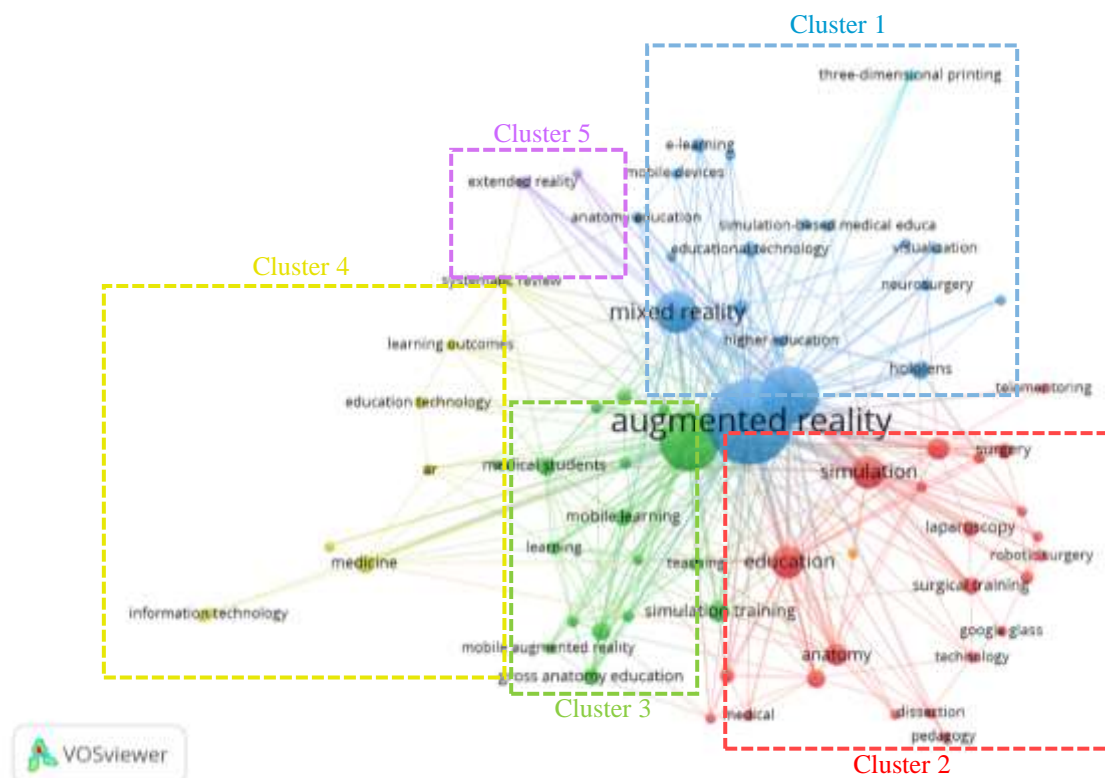 Cluster 1
three-dimensional printing
Cluster 5
e-learning
mobile devices
extended reality
anatomy education
simulation-based medical educa
educational technology
visualization
Cluster 4
systematic review
neurosurgery
mixed reality
learning outcomes
higher education
hololens
telementoring
education technology
augmented reality
surgery
ar
medical students
simulation
mobile learning
laparoscopy
learning
teaching
education
robotic surgery
medicine
surgical training
information technology
simulation training
google glass
mobile augmented reality
anatomy
technology
gross anatomy education
Cluster 3
medical
dissertion
pedagogy
VOSviewer
Cluster 2